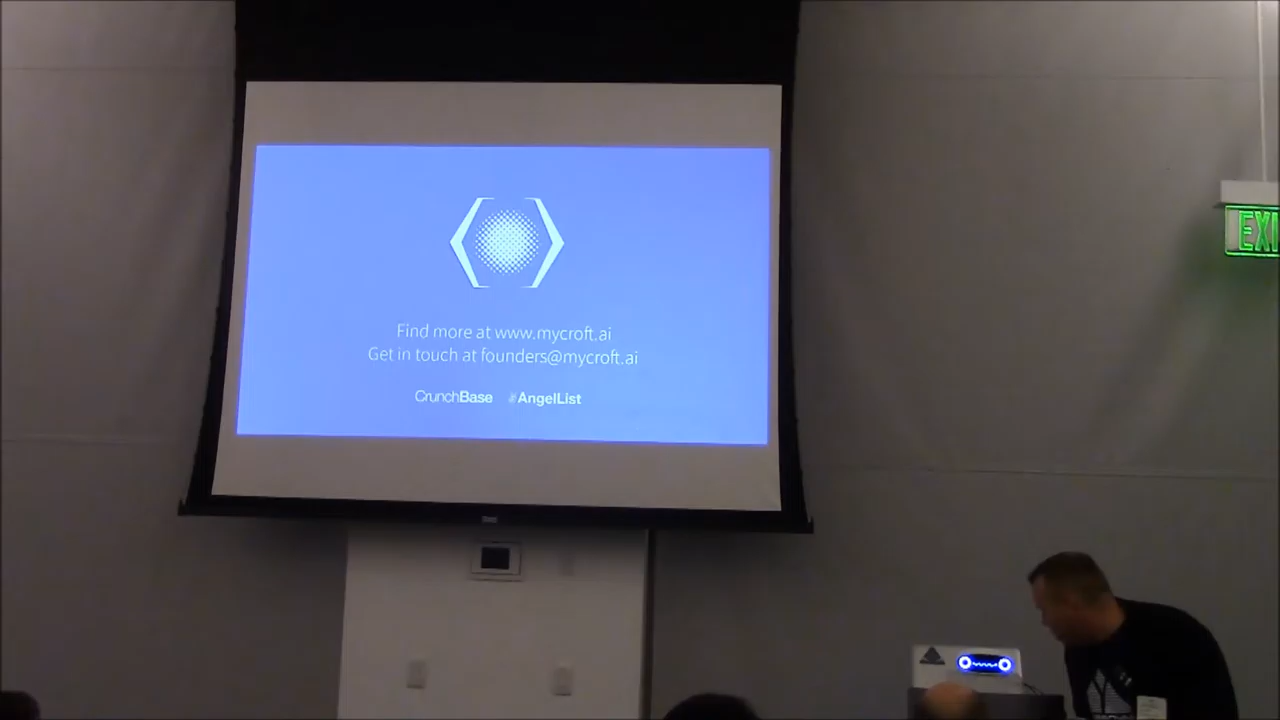 Find more at www.mycroft.ai
Get in touch at founders@mycroft.ai
CrunchBase AngelList
EXI